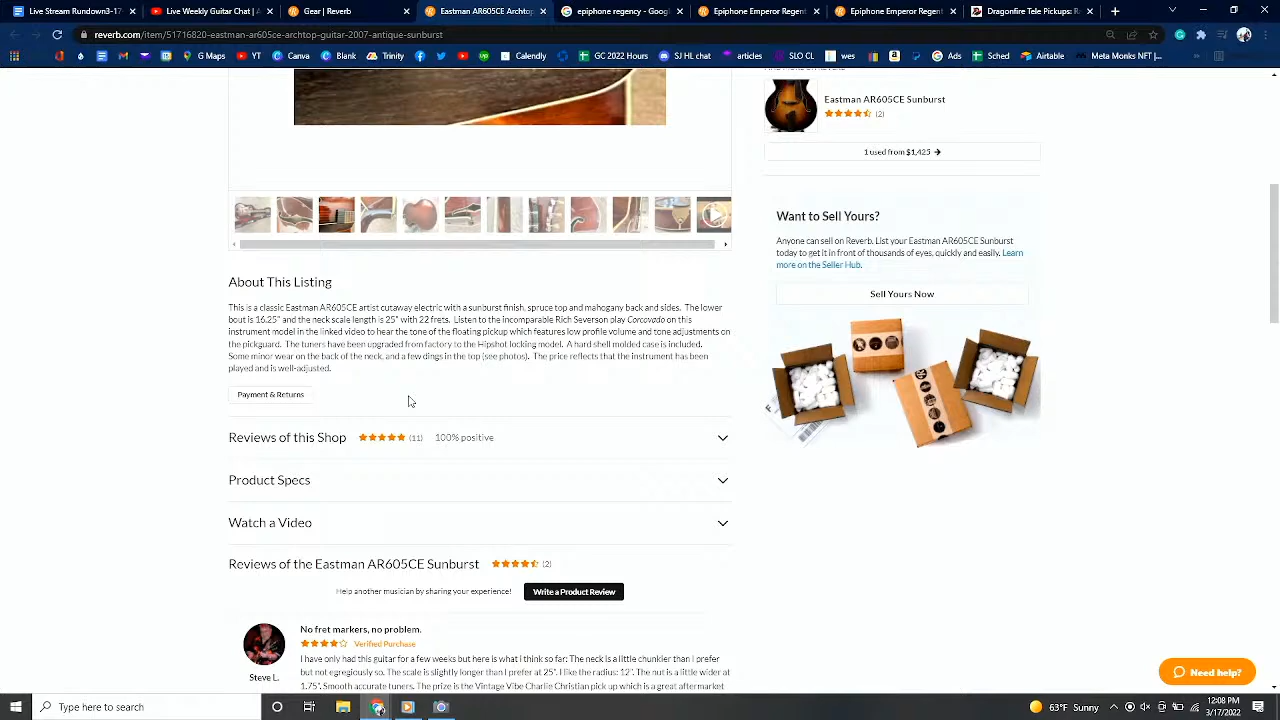 Live Stream Rundown3-17
Live Weekly Guitar Chat | A
Gear | Reverb
Eastman AR605CE Archtop
epiphone regency - Googl
Epiphone Emperor Regent
Epiphone Emperor Regent
Dragonfire Tele Pickups: R
reverb.com/item/51716820-eastman-ar605ce-archtop-guitar-2007-antique-sunburst
G Maps YT Canva Blank Trinity Calendly GC 2022 Hours SJ HL chat articles SLO CL wes Ads Sched Airtable Meta Monks NFT |...
Eastman AR605CE Sunburst
(2)
1 used from $1,425 →
Want to Sell Yours?
Anyone can sell on Reverb. List your Eastman AR605CE Sunburst
today to get it in front of thousands of eyes, quickly and easily. Learn
more on the Seller Hub.
Sell Yours Now
About This Listing
This is a classic Eastman AR605CE artist cutaway electric with a sunburst finish, spruce top and mahogany back and sides. The lower
bout is 16.25" and the neck scale length is 25" with 22 frets. Listen to the incomparable Rich Severson play Corcovado on this
instrument model in the linked video to hear the tone of the floating pickup which features low profile volume and tone adjustments on
the pickguard. The tuners have been upgraded from factory to the Hipshot locking model. A hard shell molded case is included.
Some minor wear on the back of the neck, and a few dings in the top (see photos). The price reflects that the instrument has been
played and is well-adjusted.
Payment & Returns
Reviews of this Shop (11) 100% positive
Product Specs
Watch a Video
Reviews of the Eastman AR605CE Sunburst (2)
Help another musician by sharing your experience! Write a Product Review
No fret markers, no problem.
Verified Purchase
Steve L.
I have only had this guitar for a few weeks but here is what I think so far: The neck is a little chunkier than I prefer
but not egregiously so. The scale is slightly longer than I prefer at 25". I like the radius: 12". The nut is a little wider at
1.75". Smooth accurate tuners. The prize is the Vintage Vibe Charlie Christian pick up which is a great aftermarket
Need help?
Type here to search
65°F Sunny
12:08 PM
3/17/2022